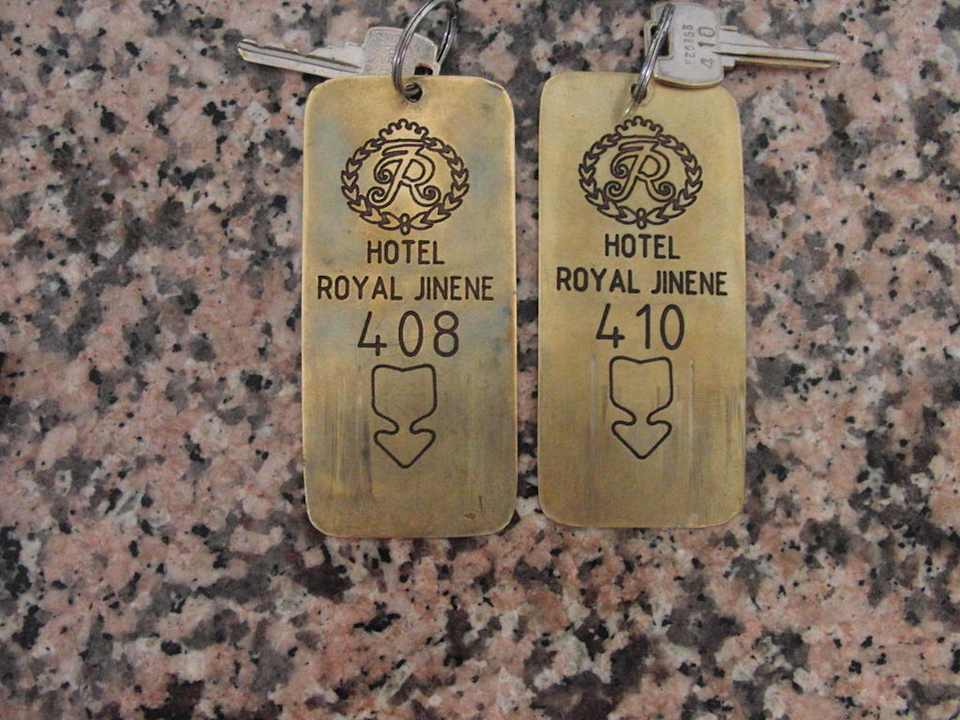 R
HOTEL
ROYAL JINENE
408
R
HOTEL
ROYAL JINENE
410
410